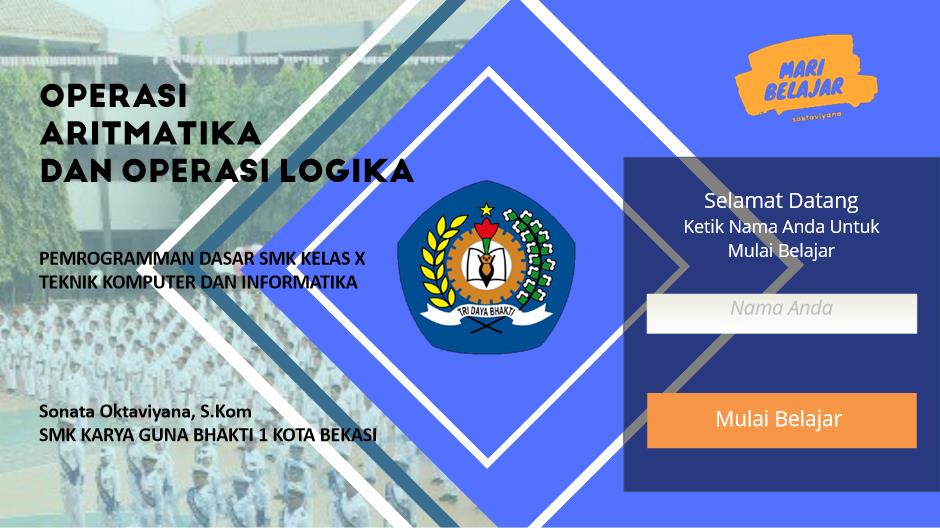 OPERASI
ARITMATIKA
DAN OPERASI LOGIKA
PEMROGRAMMAN DASAR SMK KELAS X
TEKNIK KOMPUTER DAN INFORMATIKA
Sonata Oktaviyana, S.Kom
SMK KARYA GUNA BHAKTI 1 KOTA BEKASI
TRI DAYA BHAKTI
MARI
BELAJAR
soktaviyana
Selamat Datang
Ketik Nama Anda Untuk
Mulai Belajar
Nama Anda
Mulai Belajar